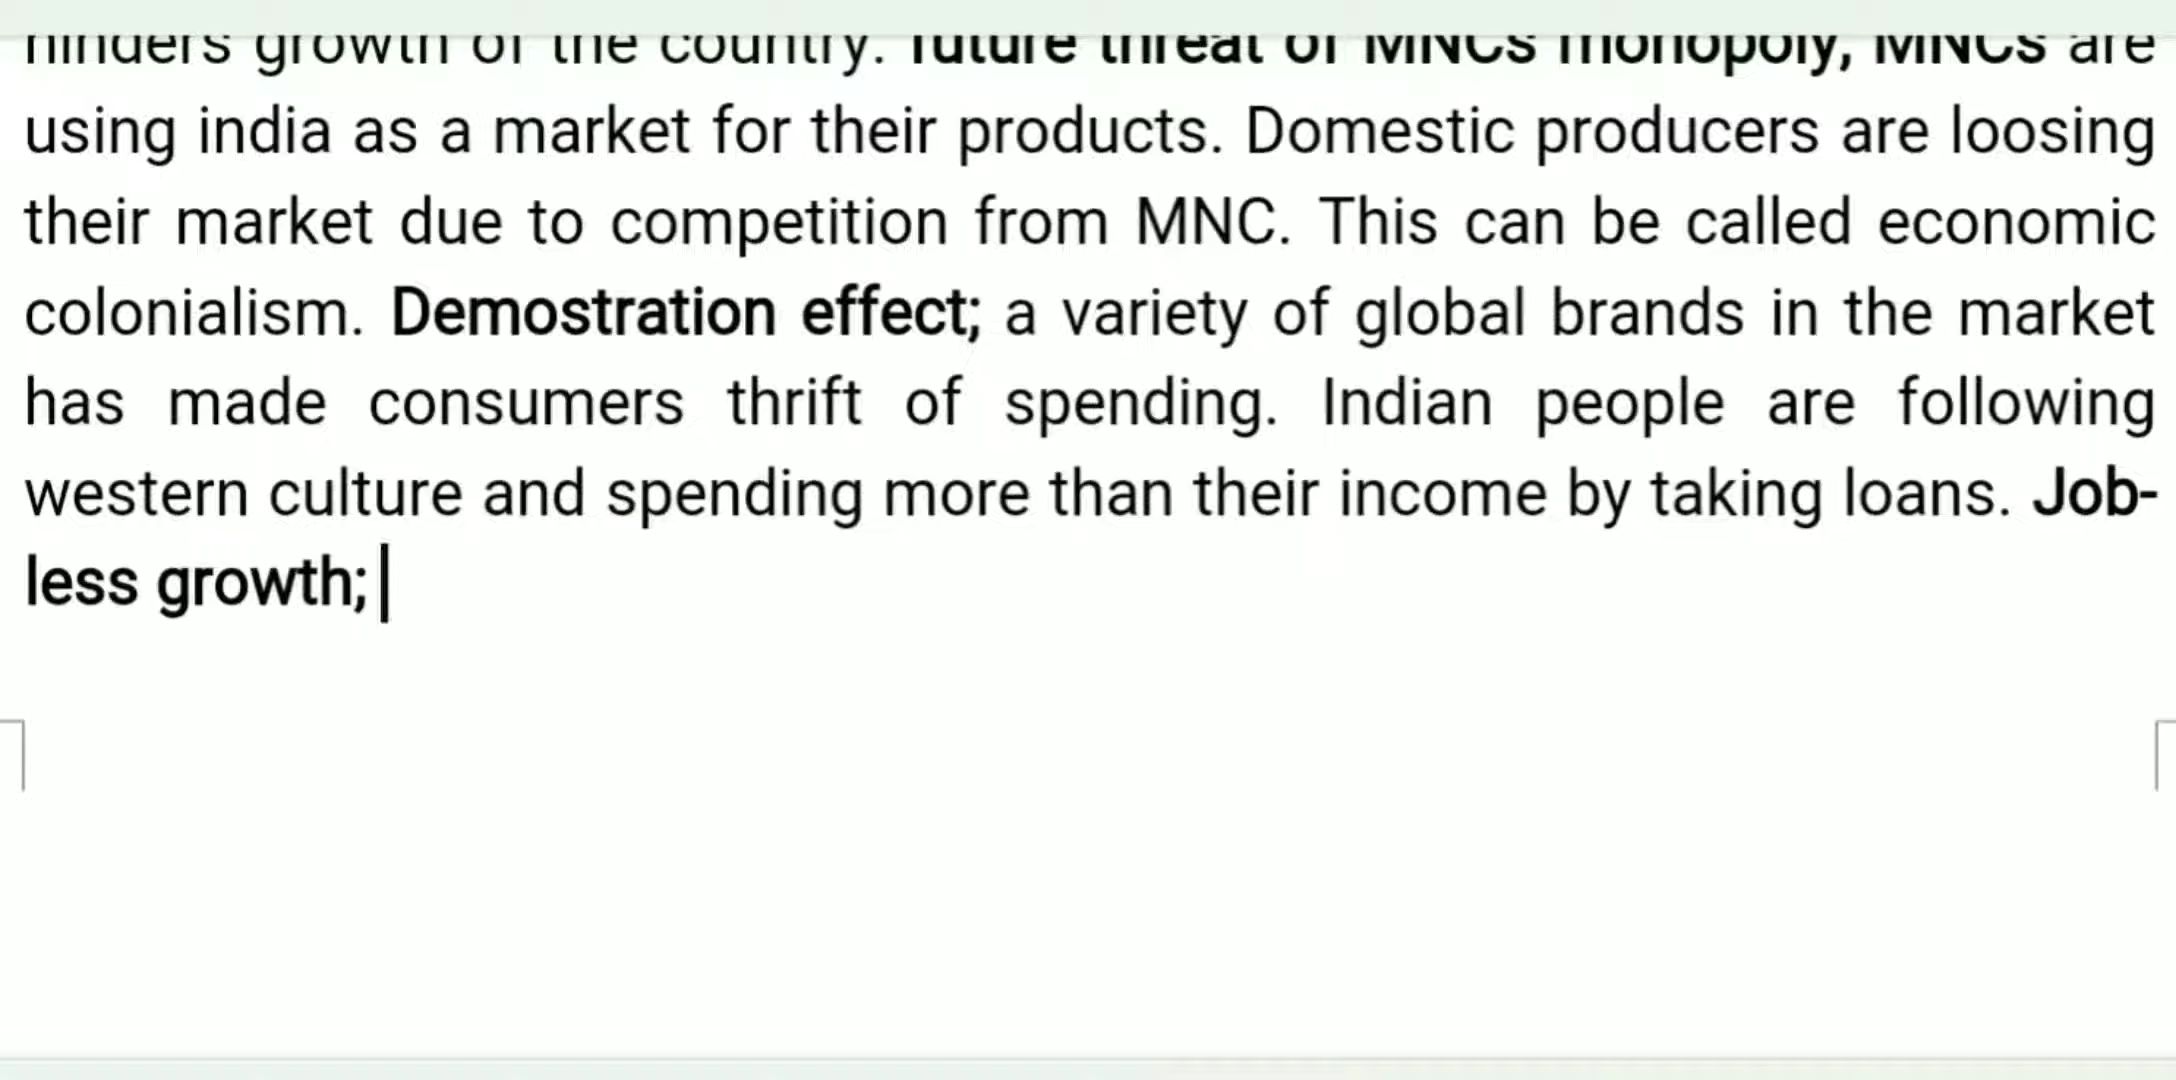 hinders growth of the country. future threat of MNCs monopoly, MNCs are
using india as a market for their products. Domestic producers are loosing
their market due to competition from MNC. This can be called economic
colonialism. Demostration effect; a variety of global brands in the market
has made consumers thrift of spending. Indian people are following
western culture and spending more than their income by taking loans. Job-
less growth;